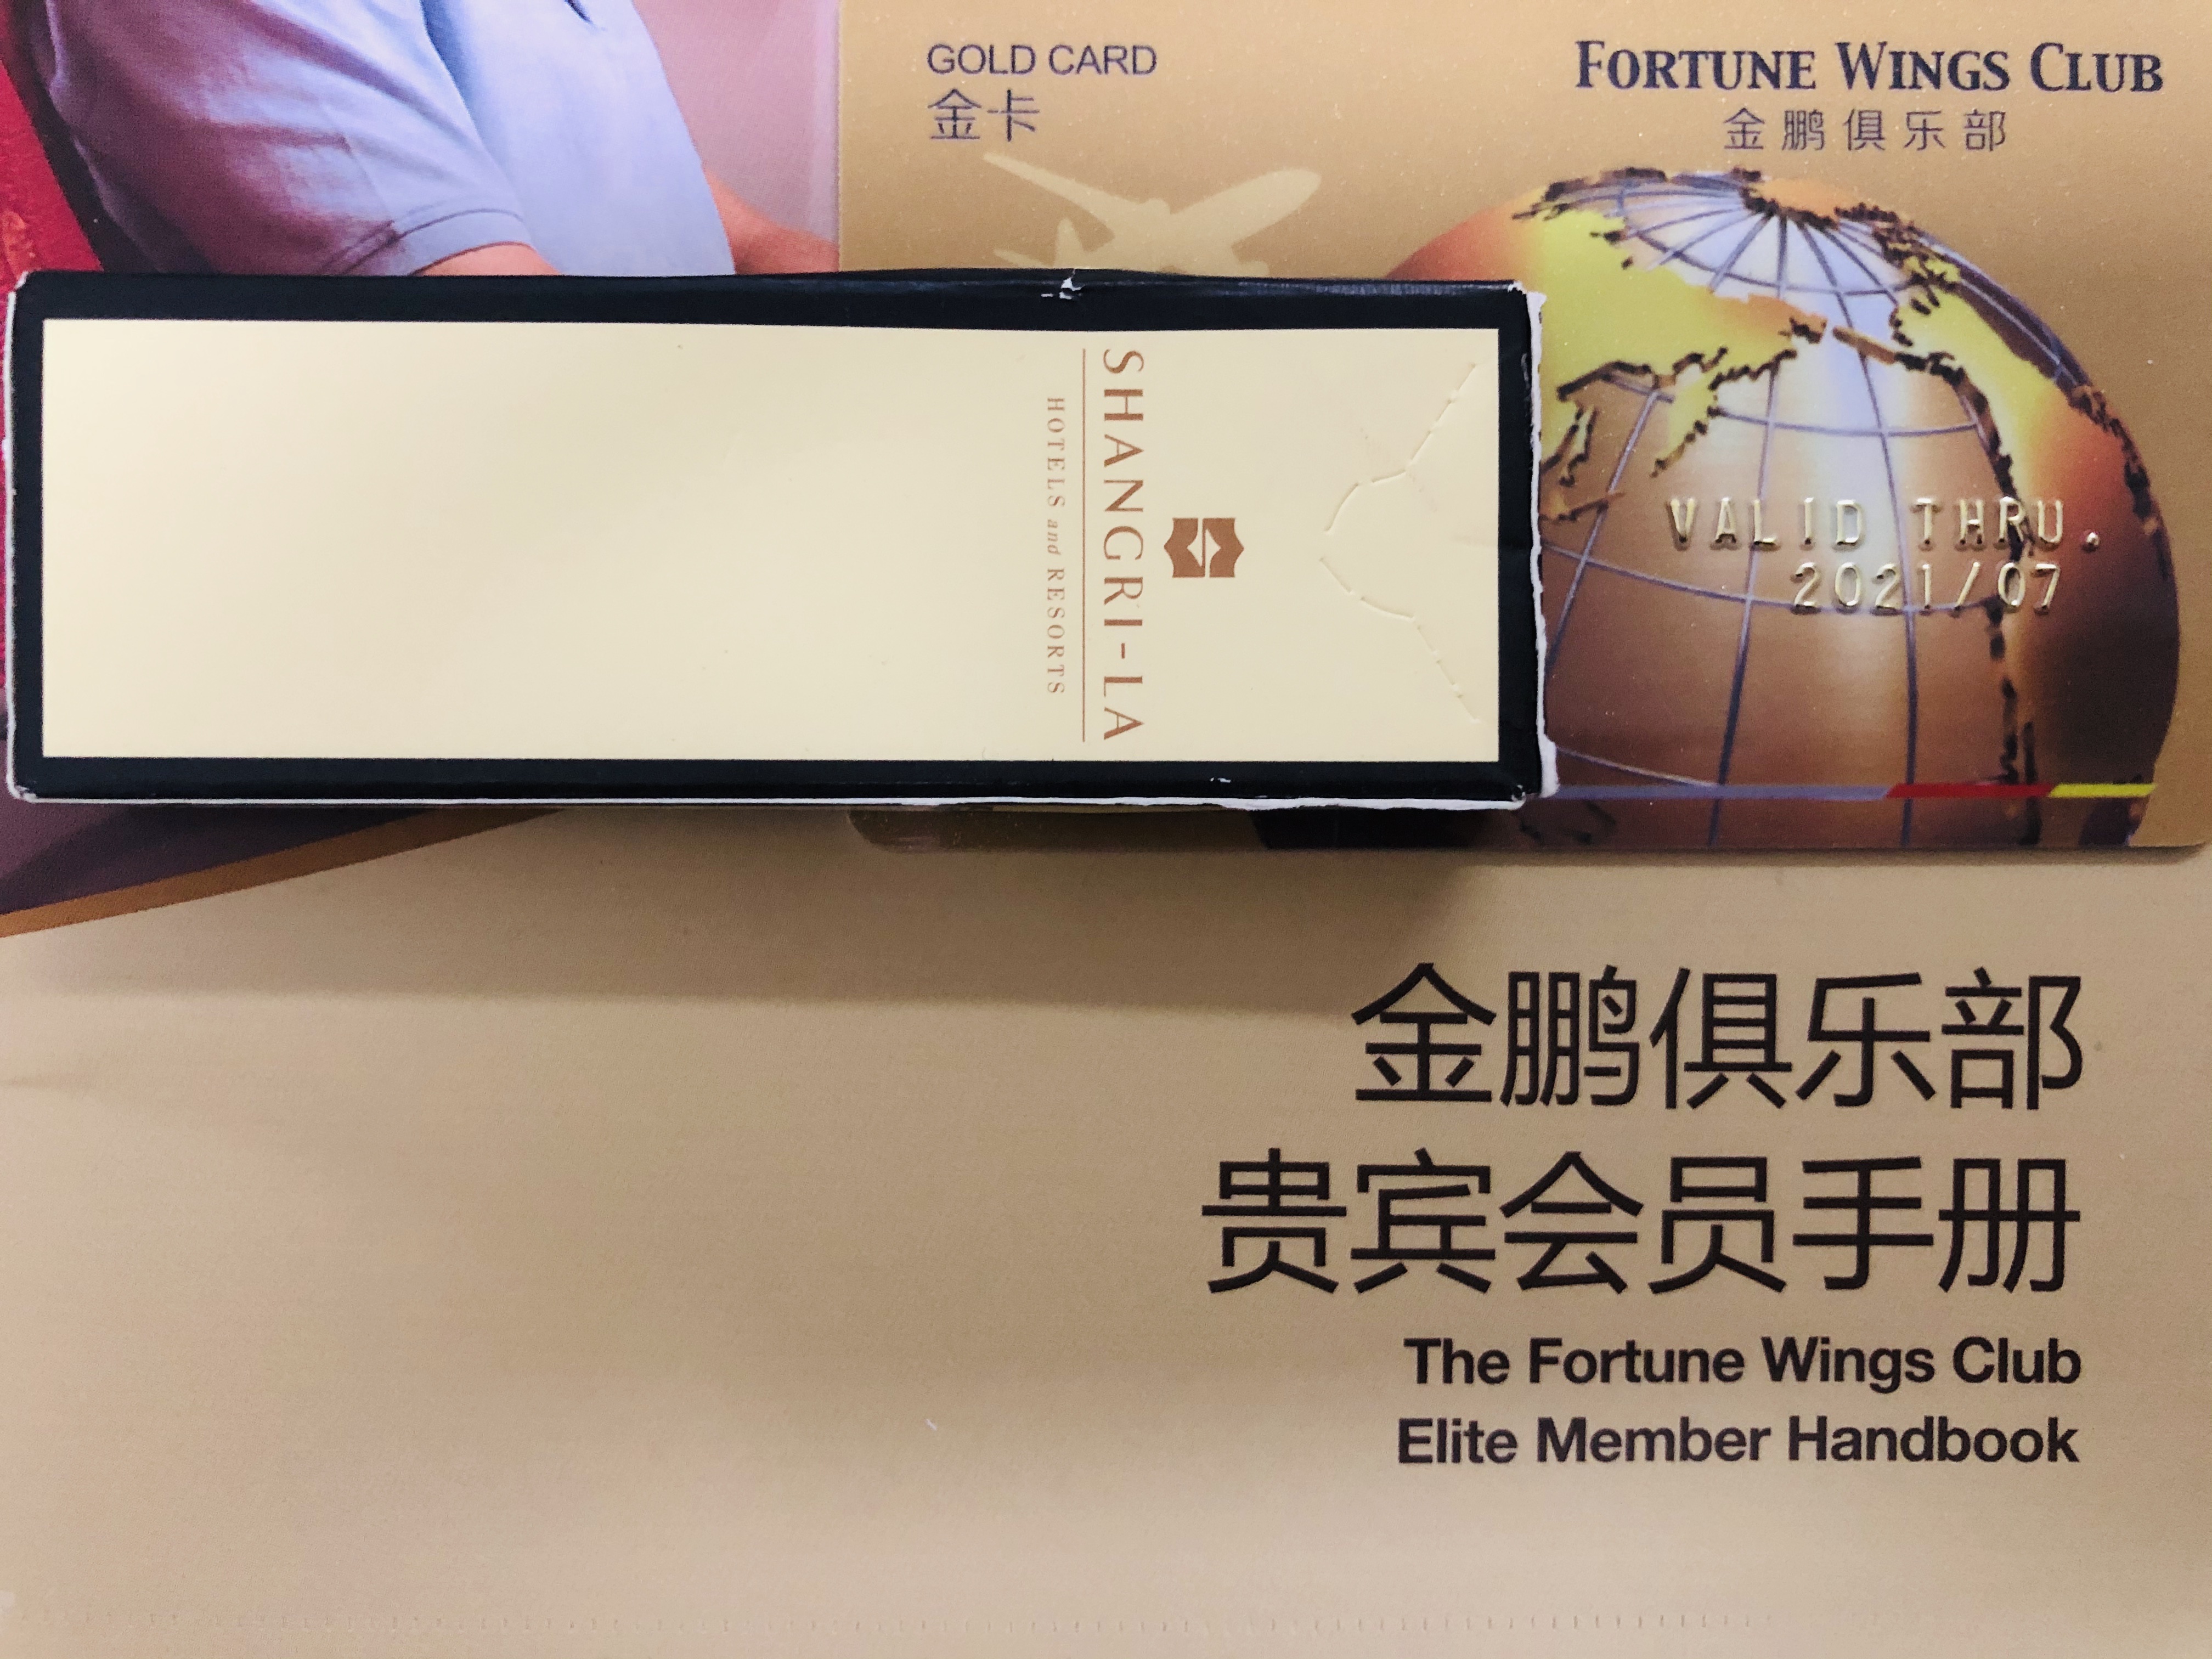 GOLD CARD
金卡
FORTUNE WINGS CLUB
金鹏俱乐部
SHANGRI-LA
HOTELS and RESORTS
VALID THRU.
2021/07
金鹏俱乐部
贵宾会员手册
The Fortune Wings Club
Elite Member Handbook